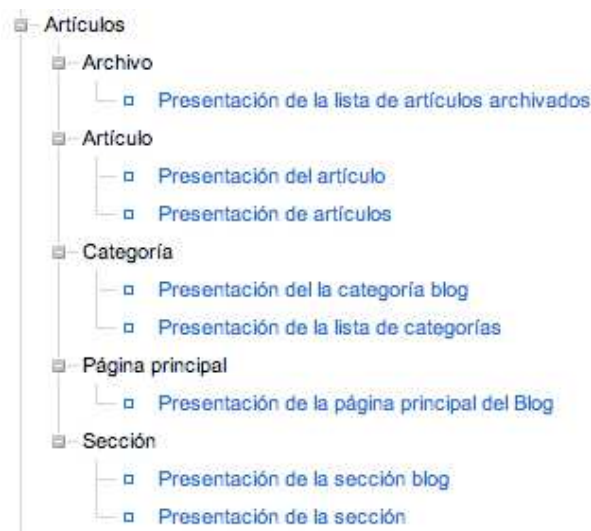 Artículos
Archivo
Presentación de la lista de artículos archivados
Artículo
Presentación del artículo
Presentación de artículos
Categoría
Presentación del la categoría blog
Presentación de la lista de categorías
Página principal
Presentación de la página principal del Blog
Sección
Presentación de la sección blog
Presentación de la sección